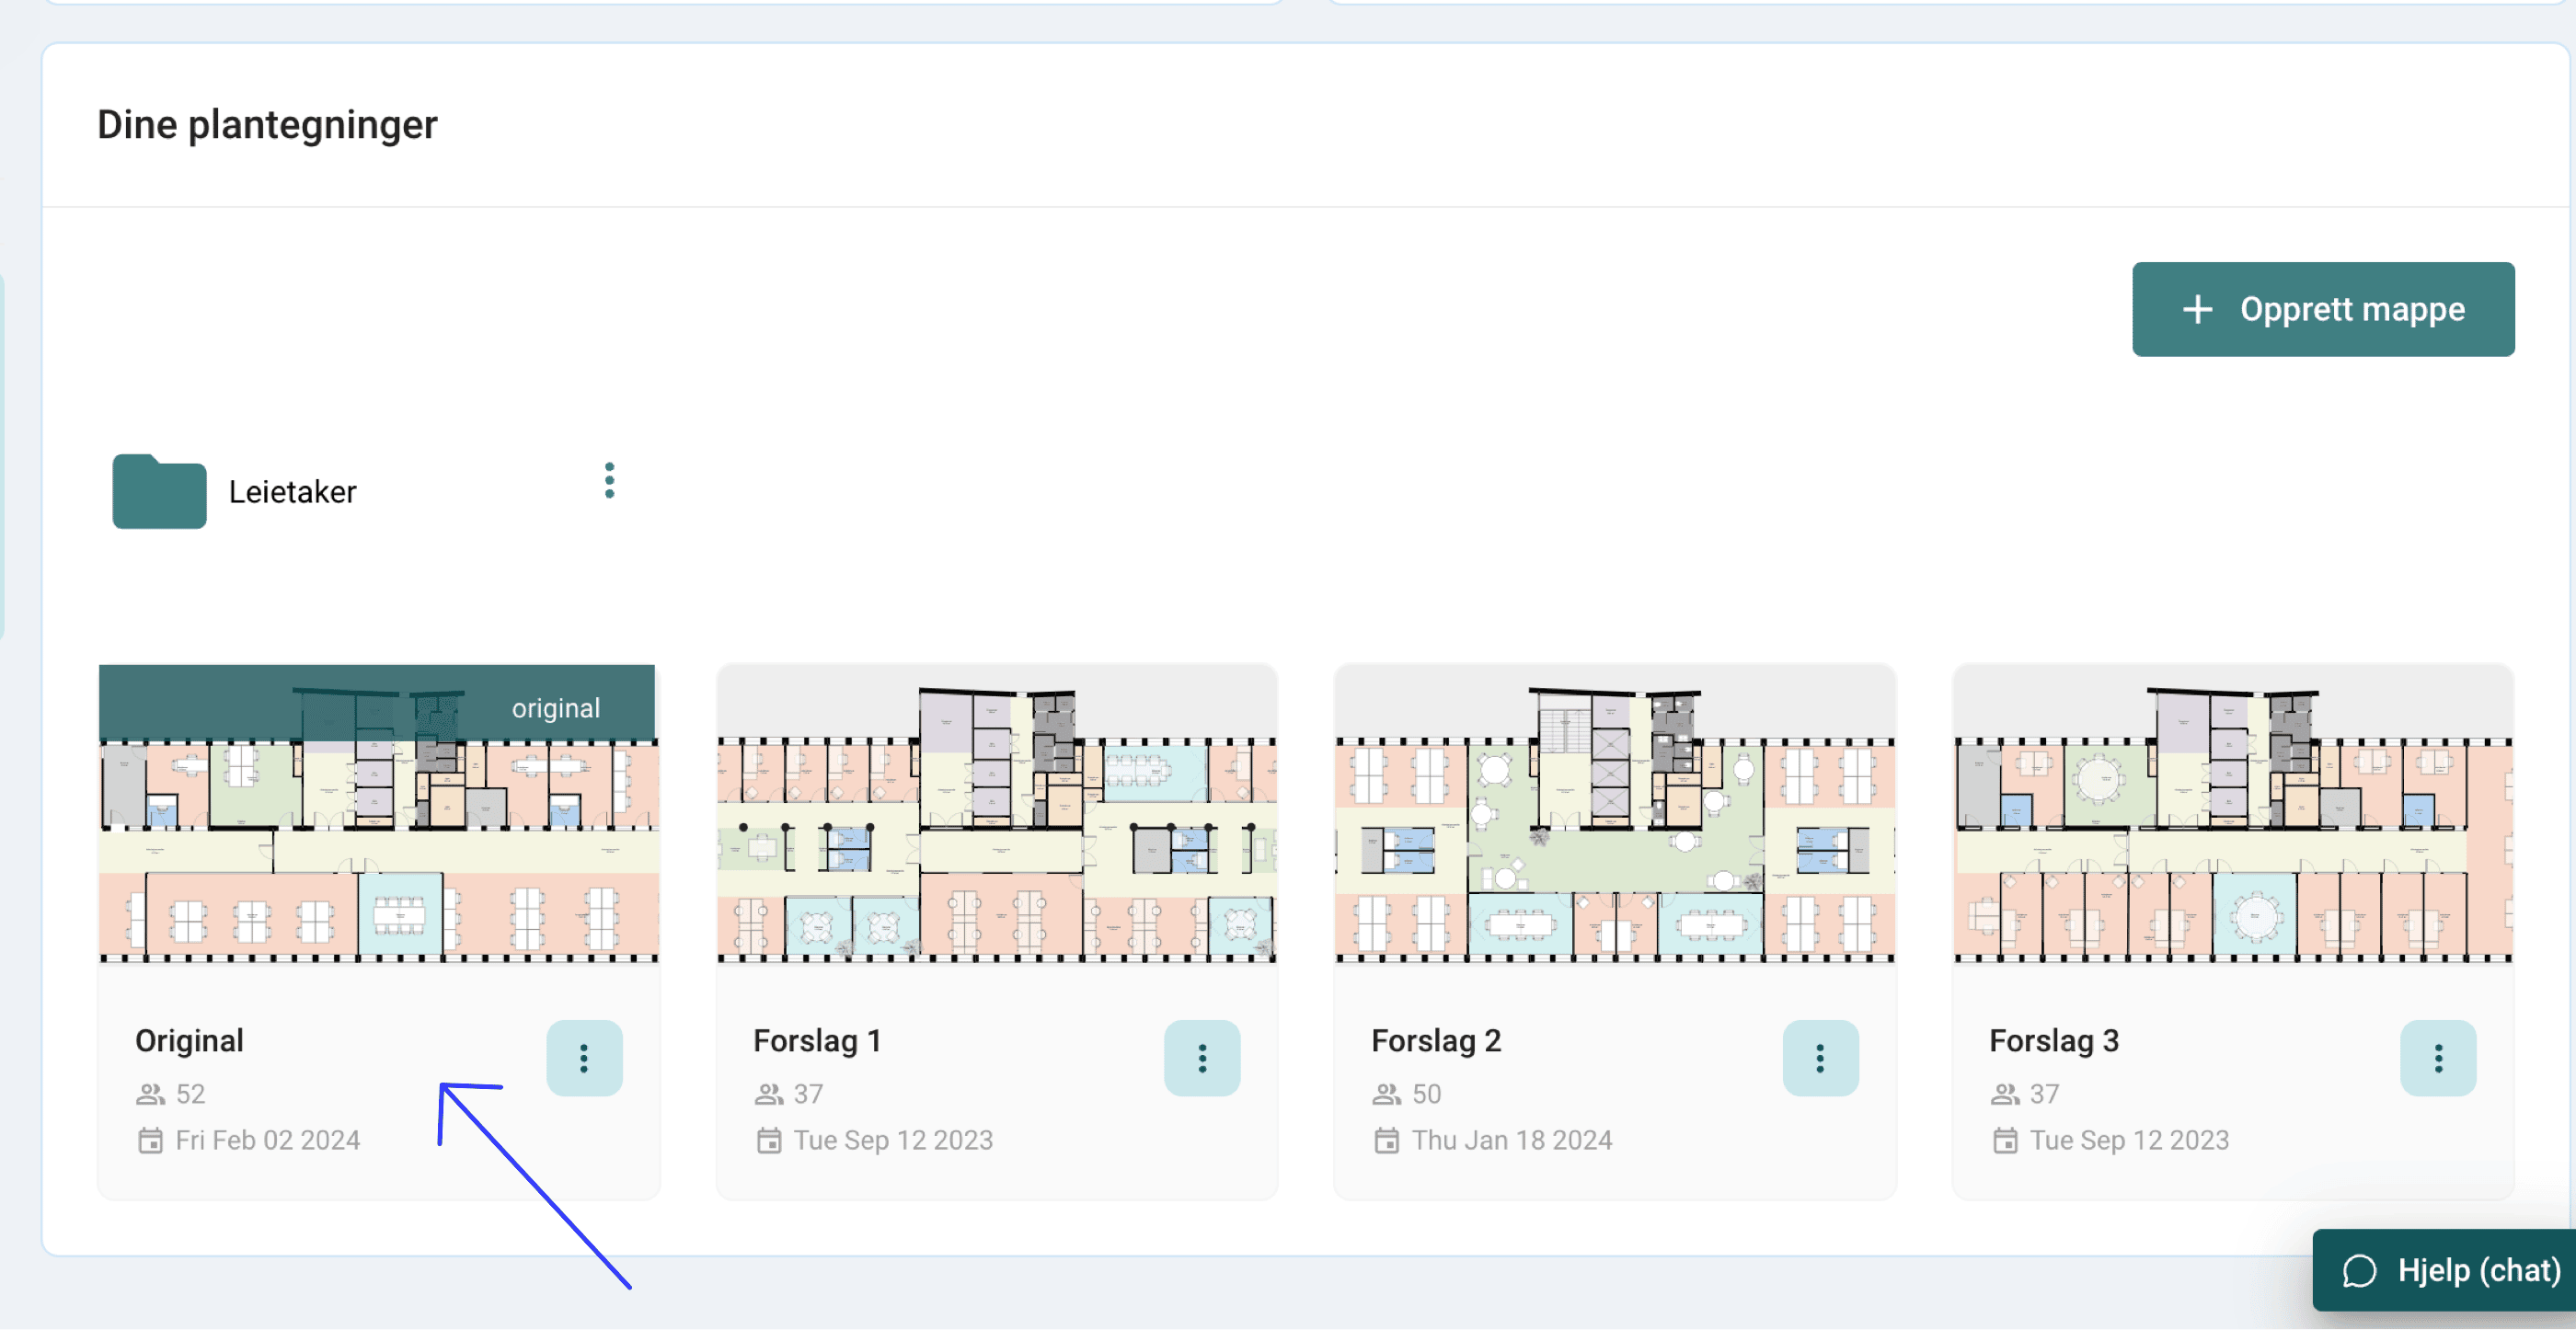 Dine plantegninger
Opprett mappe
Leietaker
original
Original
52
Fri Feb 02 2024
Forslag 1
37
Tue Sep 12 2023
Forslag 2
50
Thu Jan 18 2024
Forslag 3
37
Tue Sep 12 2023
Hjelp (chat)